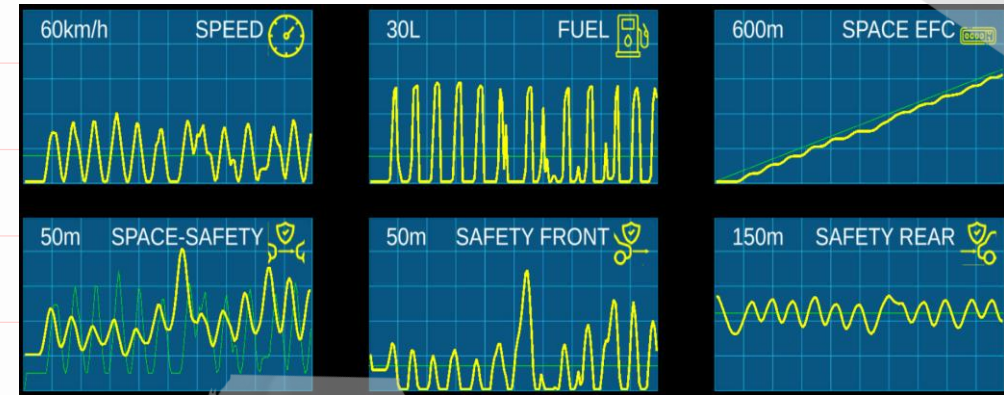 60km/h SPEED
30L FUEL
600m SPACE EFC
50m SPACE-SAFETY
50m SAFETY FRONT
150m SAFETY REAR